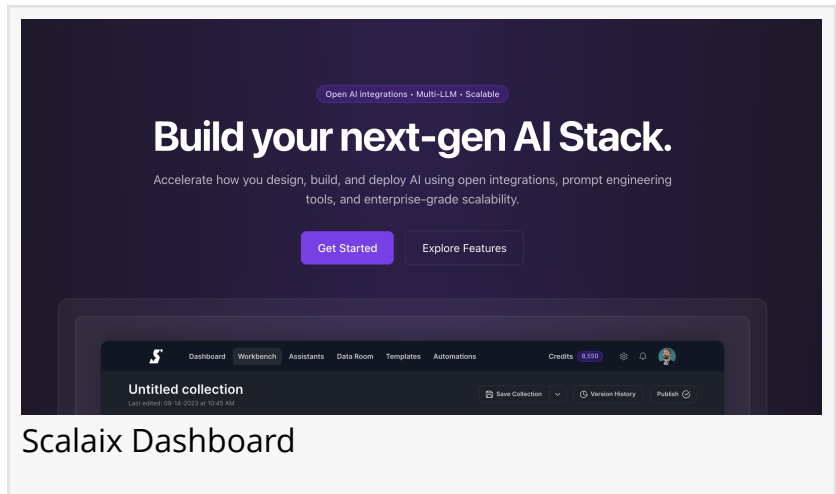 Open AI integrations • Multi-LLM • Scalable
Build your next-gen AI Stack.
Accelerate how you design, build, and deploy AI using open integrations, prompt engineering
tools, and enterprise-grade scalability.
Get Started Explore Features
Dashboard Workbench Assistants Data Room Templates Automations Credits 8,550
Untitled collection
Save Collection Version History Publish
Last edited: 09-14-2023 at 10:45 AM
Scalaix Dashboard